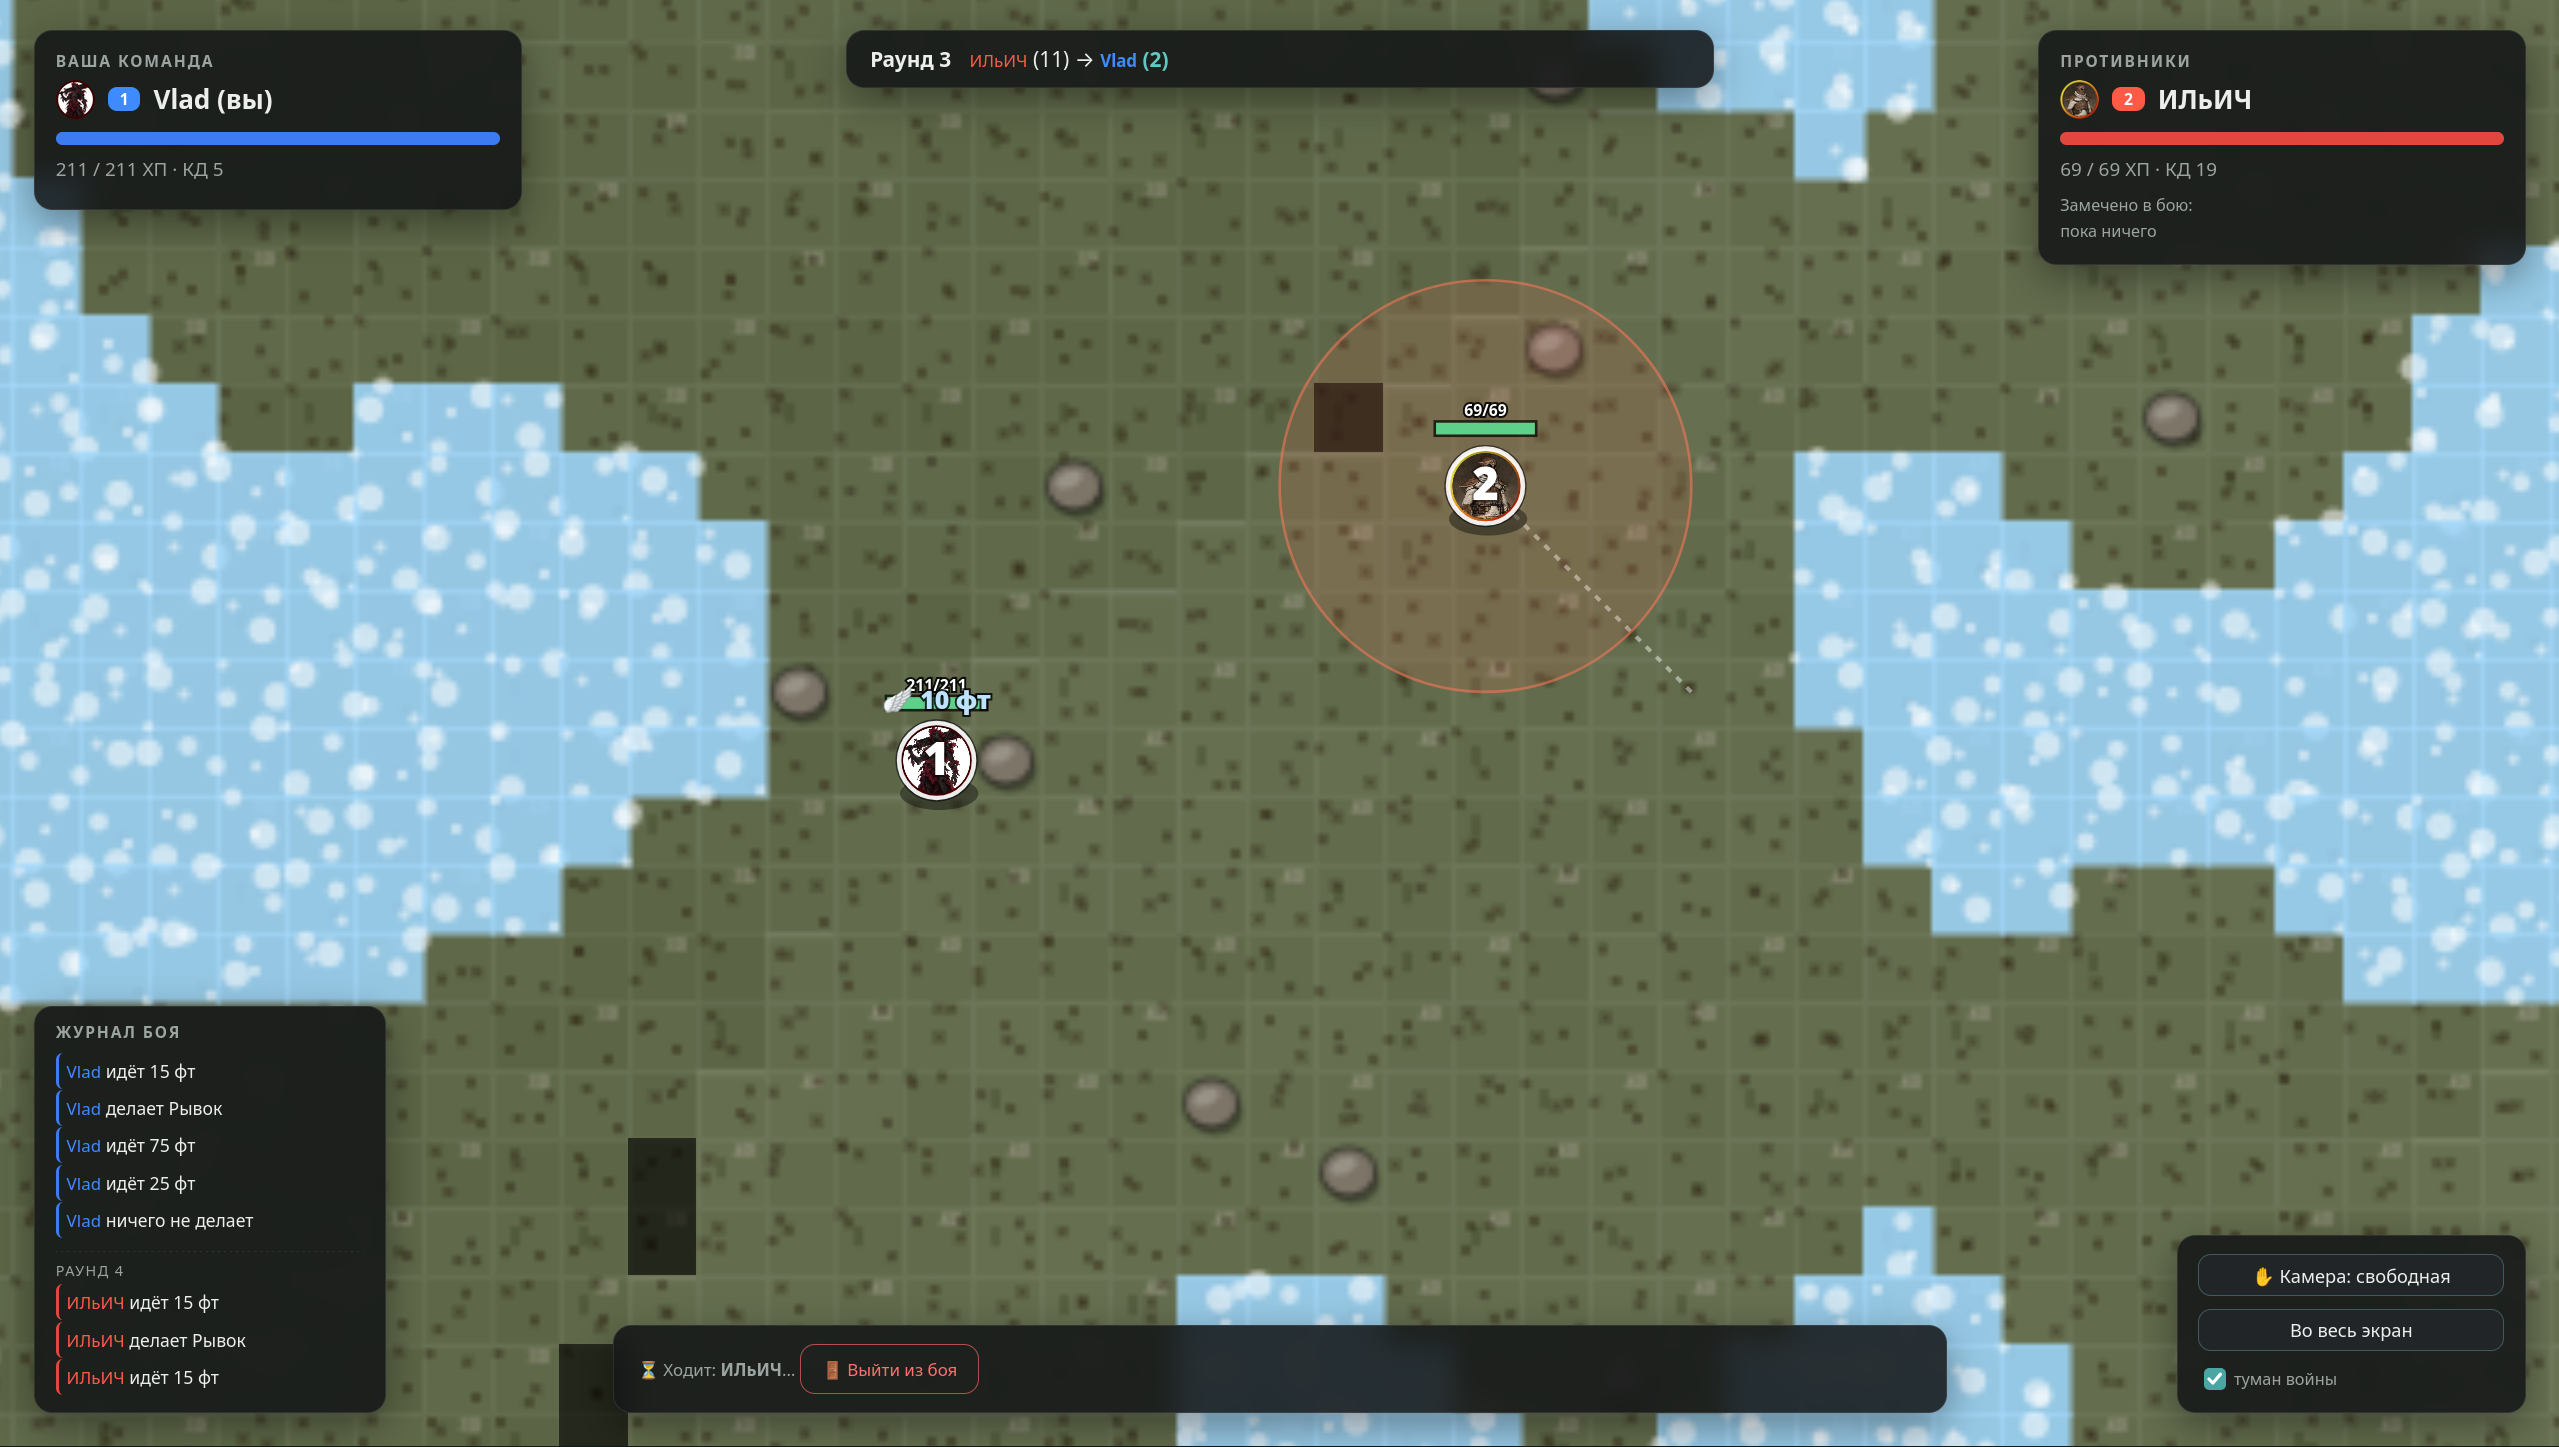 ВАША КОМАНДА
1 Vlad (вы)
211 / 211 ХП · КД 5
Раунд 3 ИЛЬИЧ (11) → Vlad (2)
ПРОТИВНИКИ
2 ИЛЬИЧ
69 / 69 ХП · КД 19
Замечено в бою:
пока ничего
69/69
2
211/211
10 фт
1
ЖУРНАЛ БОЯ
Vlad идёт 15 фт
Vlad делает Рывок
Vlad идёт 75 фт
Vlad идёт 25 фт
Vlad ничего не делает
РАУНД 4
ИЛЬИЧ идёт 15 фт
ИЛЬИЧ делает Рывок
ИЛЬИЧ идёт 15 фт
⏳ Ходит: ИЛЬИЧ... 🚪 Выйти из боя
✋ Камера: свободная
Во весь экран
туман войны